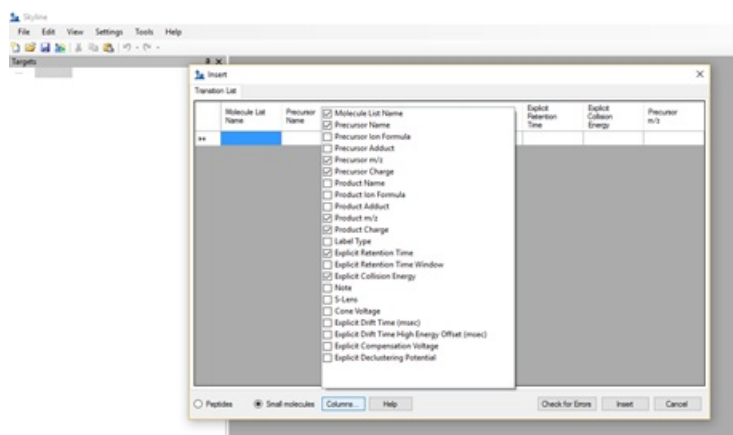 Skyline
File Edit View Settings Tools Help
Targets
Insert
Transition List
Molecule List Name
Precursor Name
Explicit Retention Time
Explicit Collision Energy
Precursor m/z
Molecule List Name
Precursor Name
Precursor Ion Formula
Precursor Adduct
Precursor m/z
Precursor Charge
Product Name
Product Ion Formula
Product Adduct
Product m/z
Product Charge
Label Type
Explicit Retention Time
Explicit Retention Time Window
Explicit Collision Energy
Note
S-Lens
Cone Voltage
Explicit Drift Time (msec)
Explicit Drift Time High Energy Offset (msec)
Explicit Compensation Voltage
Explicit Declustering Potential
Peptides Small molecules Columns... Help Check for Errors Insert Cancel